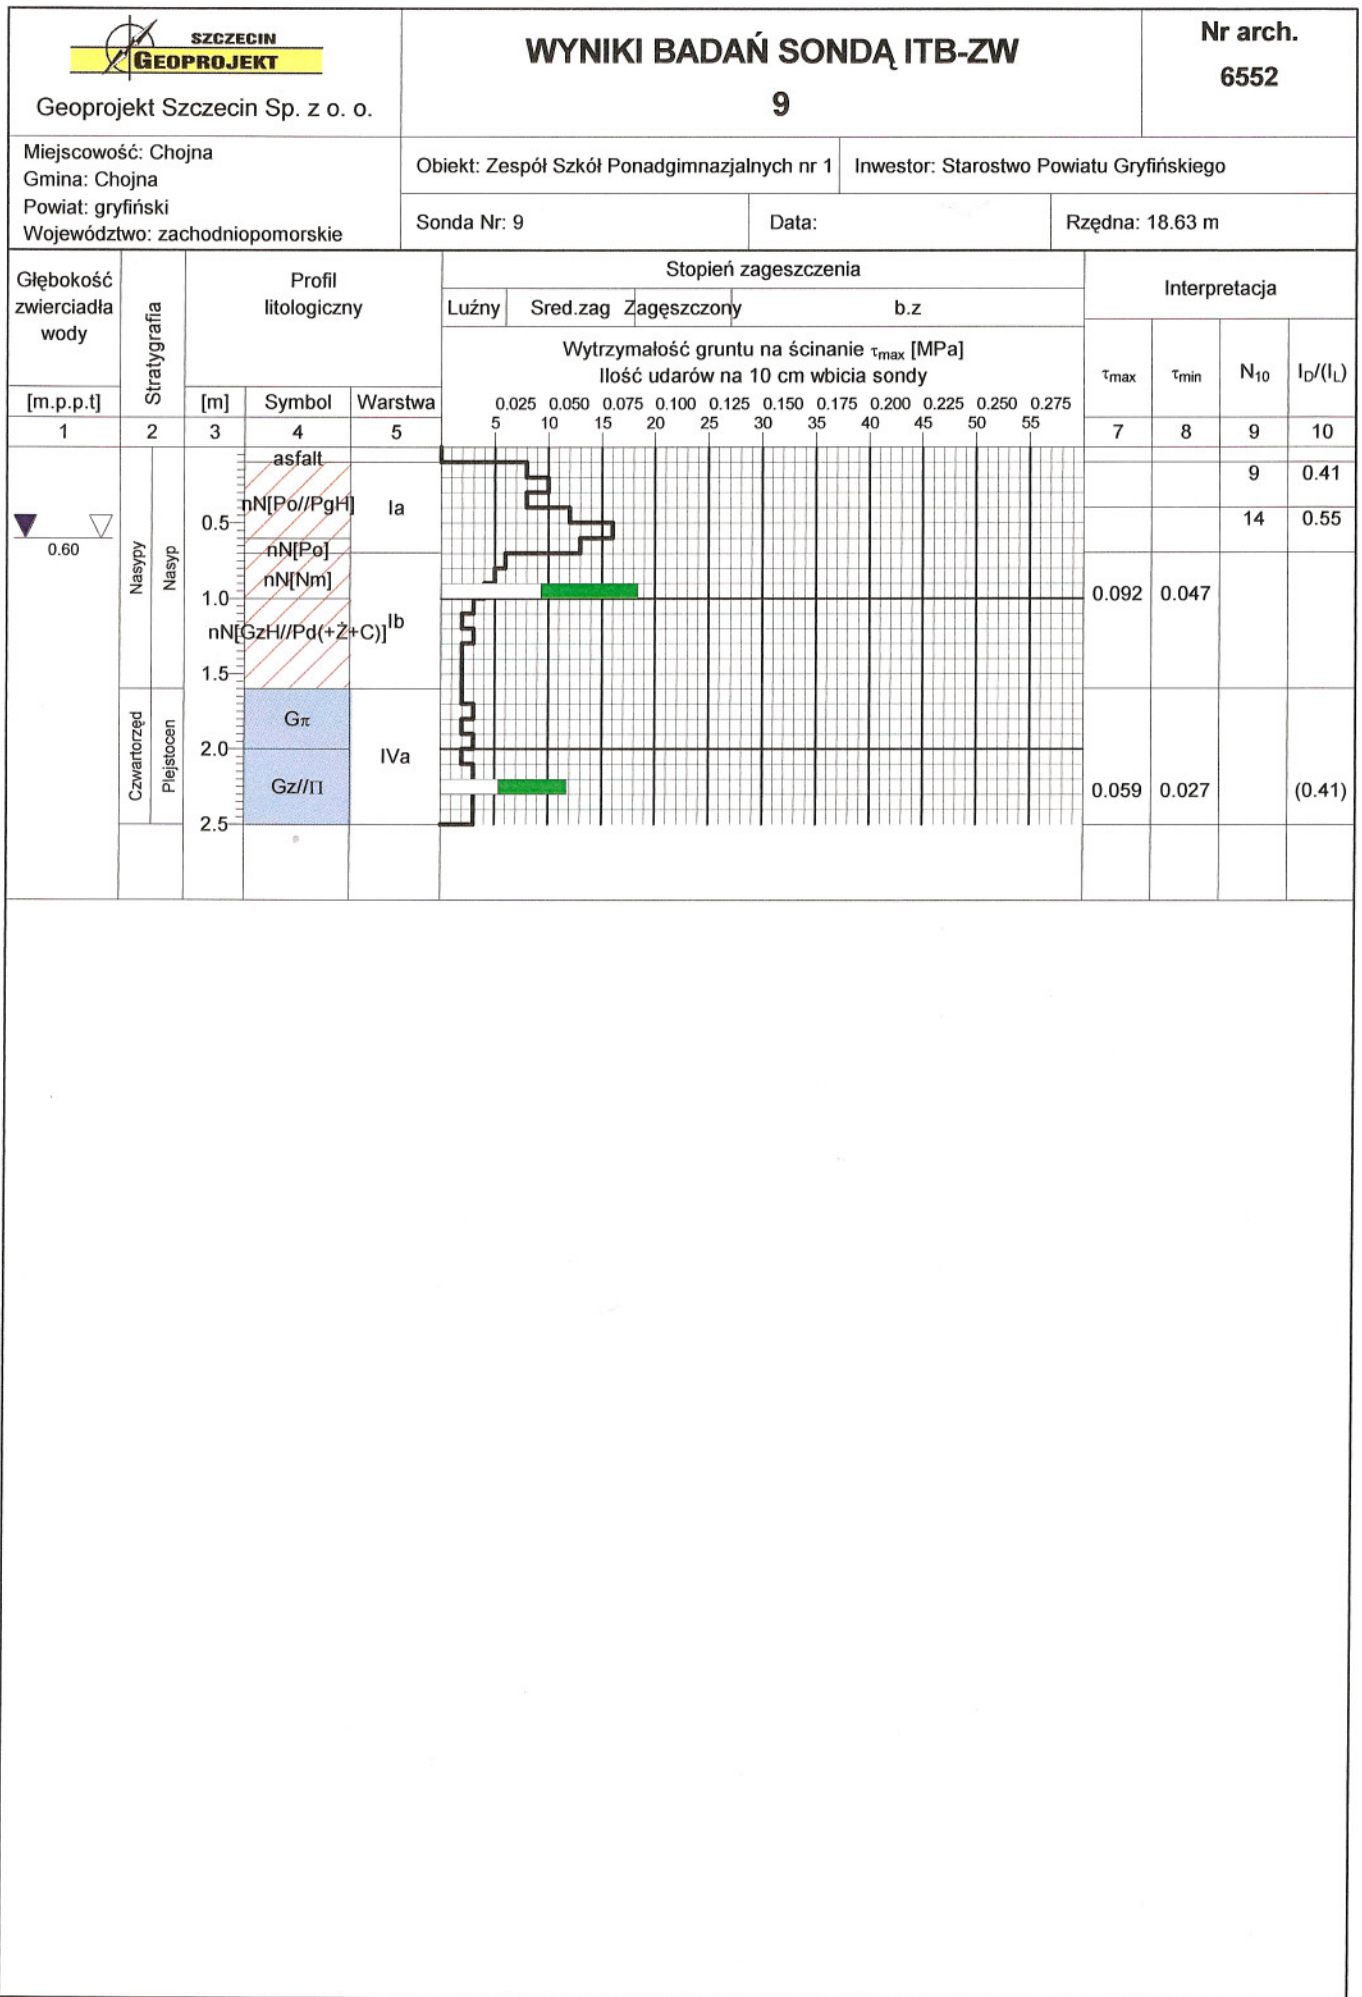 SZCZECIN
GEOPROJEKT
Geoprojekt Szczecin Sp. z o. o.
WYNIKI BADAŃ SONDĄ ITB-ZW
9
Nr arch.
6552
Miejscowość: Chojna
Gmina: Chojna
Powiat: gryfiński
Województwo: zachodniopomorskie
Obiekt: Zespół Szkół Ponadgimnazjalnych nr 1
Inwestor: Starostwo Powiatu Gryfińskiego
Sonda Nr: 9
Data:
Rzędna: 18.63 m
Głębokość
zwierciadła
wody
[m.p.p.t]
Stratygrafia
Profil
litologiczny
[m] Symbol Warstwa
Stopień zageszczenia
Luźny Sred.zag Zagęszczony b.z
Wytrzymałość gruntu na ścinanie τmax [MPa]
Ilość udarów na 10 cm wbicia sondy
0.025 0.050 0.075 0.100 0.125 0.150 0.175 0.200 0.225 0.250 0.275
5 10 15 20 25 30 35 40 45 50 55
Interpretacja
τmax τmin N10 ID/(IL)
1 2 3 4 5 7 8 9 10
asfalt
9 0.41
nN[Po//PgH] Ia
0.5
14 0.55
0.60
nN[Po]
Nasypy
Nasyp
nN[Nm]
1.0
0.092 0.047
nN[GzH//Pd(+Ż+C)] Ib
1.5
Czwartorzęd
Plejstocen
Gπ
2.0
IVa
Gz//Π
0.059 0.027 (0.41)
2.5